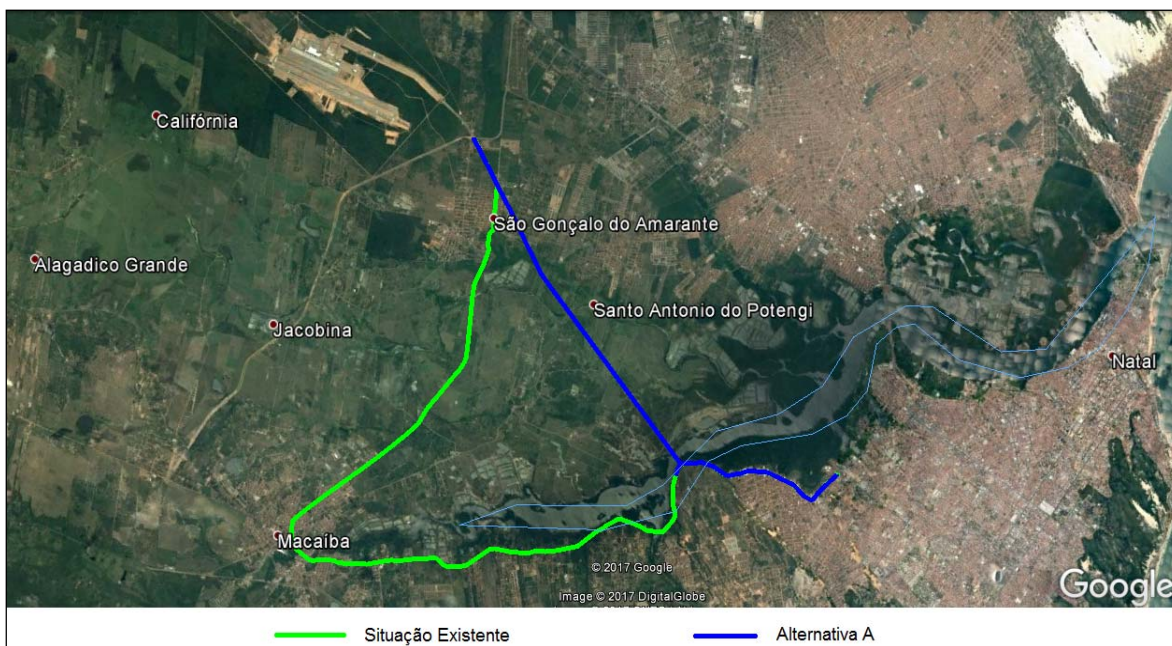 Califórnia
São Gonçalo do Amarante
Alagadico Grande
Santo Antonio do Potengi
Jacobina
Natal
Macaíba
© 2017 Google
Image © 2017 DigitalGlobe
Google
Situação Existente
Alternativa A